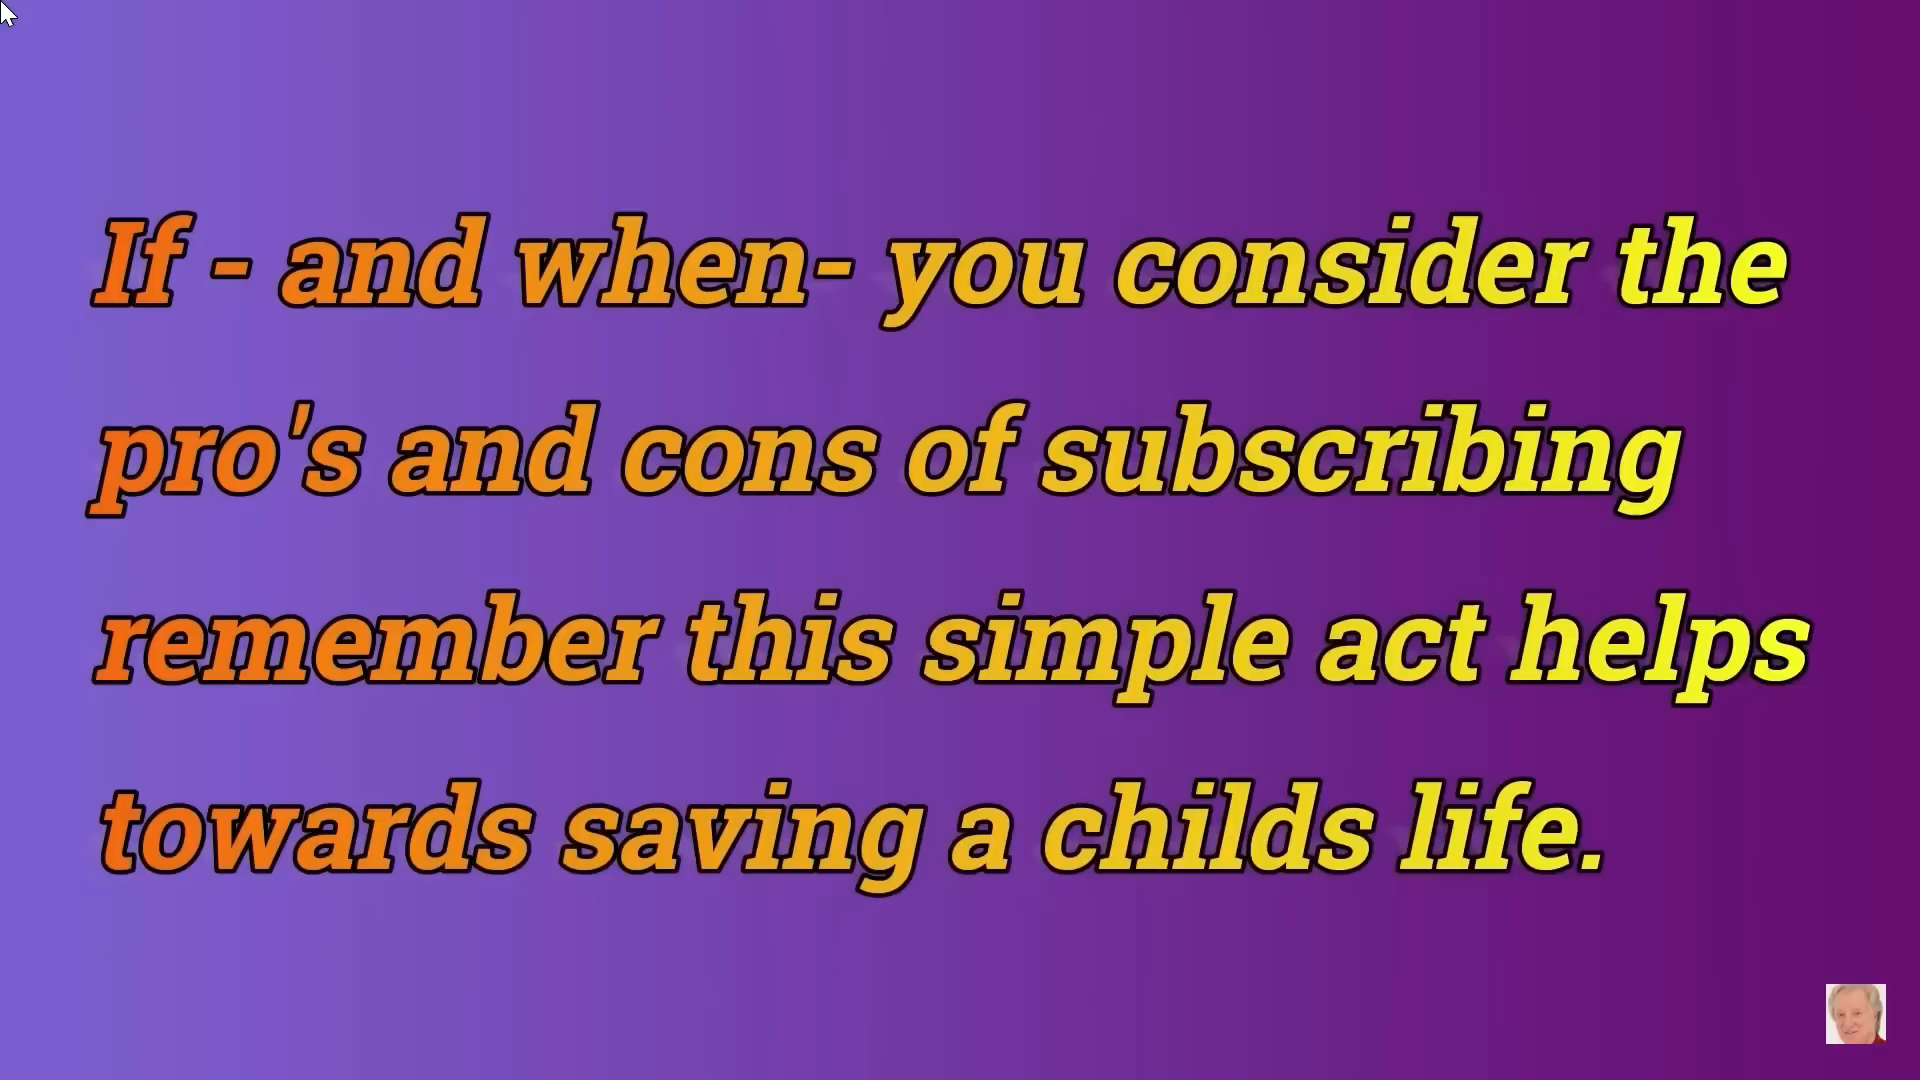 If - and when- you consider the
pro's and cons of subscribing
remember this simple act helps
towards saving a childs life.